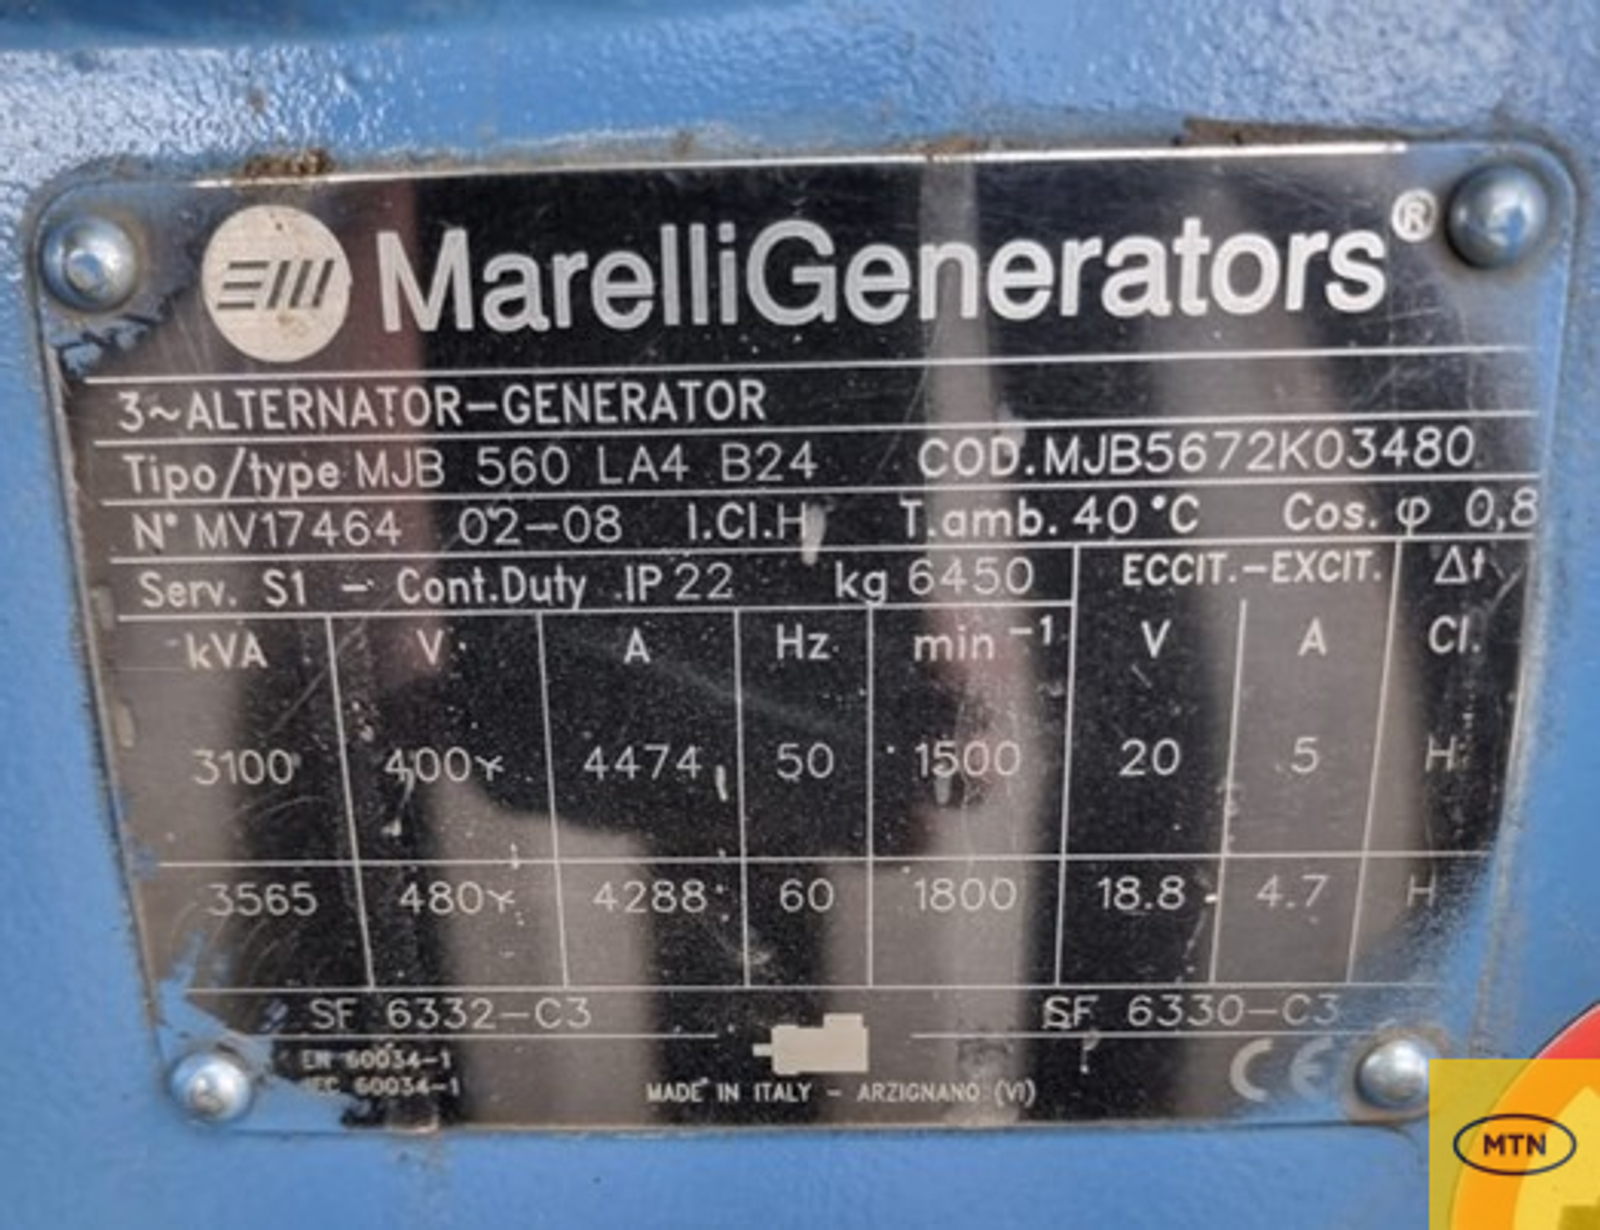 MarelliGenerators®
3~ALTERNATOR-GENERATOR
Tipo/type MJB 560 LA4 B24 COD.MJB5672K03480
N° MV17464 02-08 I.Cl.H T.amb. 40°C Cos. φ 0,8
Serv. S1 - Cont.Duty IP 22 kg 6450 ECCIT.-EXCIT. Δt
kVA V A Hz min-1 V A Cl.
3100 400Y 4474 50 1500 20 5 H
3565 480Y 4288 60 1800 18.8 4.7 H
SF 6332-C3 SF 6330-C3
EN 60034-1
IEC 60034-1
MADE IN ITALY - ARZIGNANO (VI) CE
MTN